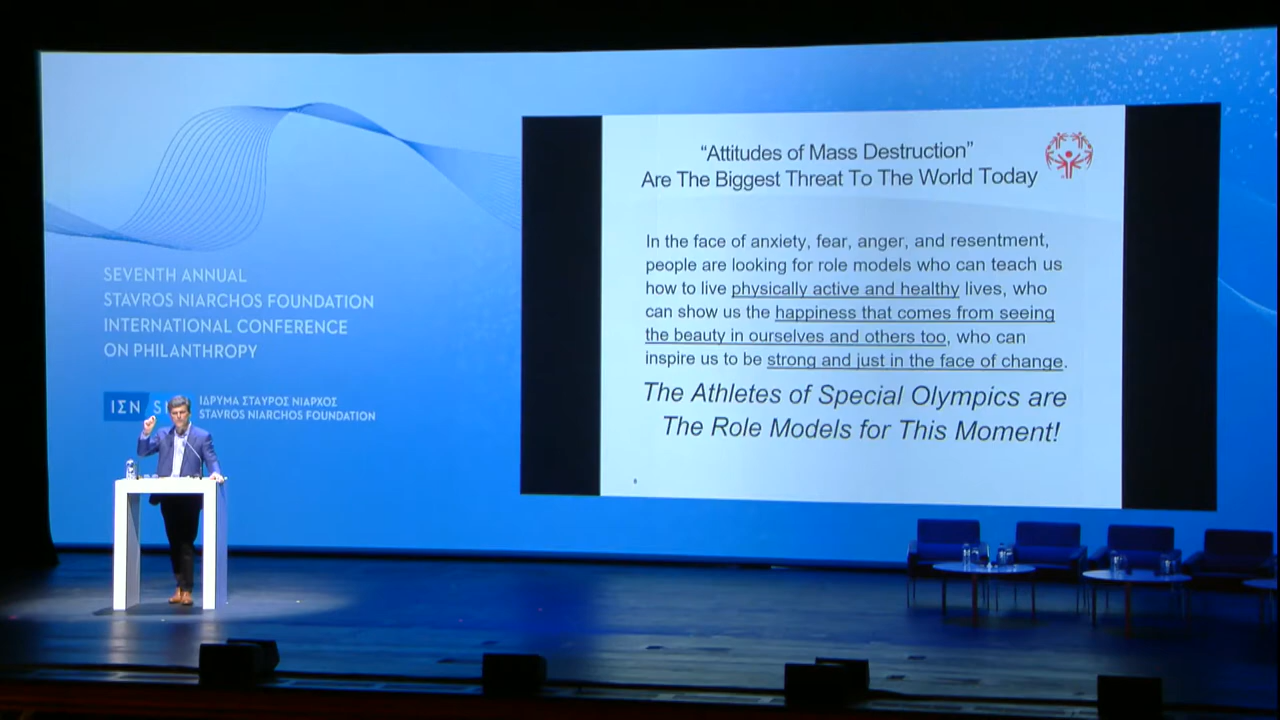 SEVENTH ANNUAL
STAVROS NIARCHOS FOUNDATION
INTERNATIONAL CONFERENCE
ON PHILANTHROPY
ΙΣΝ
ΙΔΡΥΜΑ ΣΤΑΥΡΟΣ ΝΙΑΡΧΟΣ
STAVROS NIARCHOS FOUNDATION
“Attitudes of Mass Destruction”
Are The Biggest Threat To The World Today
In the face of anxiety, fear, anger, and resentment,
people are looking for role models who can teach us
how to live physically active and healthy lives, who
can show us the happiness that comes from seeing
the beauty in ourselves and others too, who can
inspire us to be strong and just in the face of change.
The Athletes of Special Olympics are
The Role Models for This Moment!